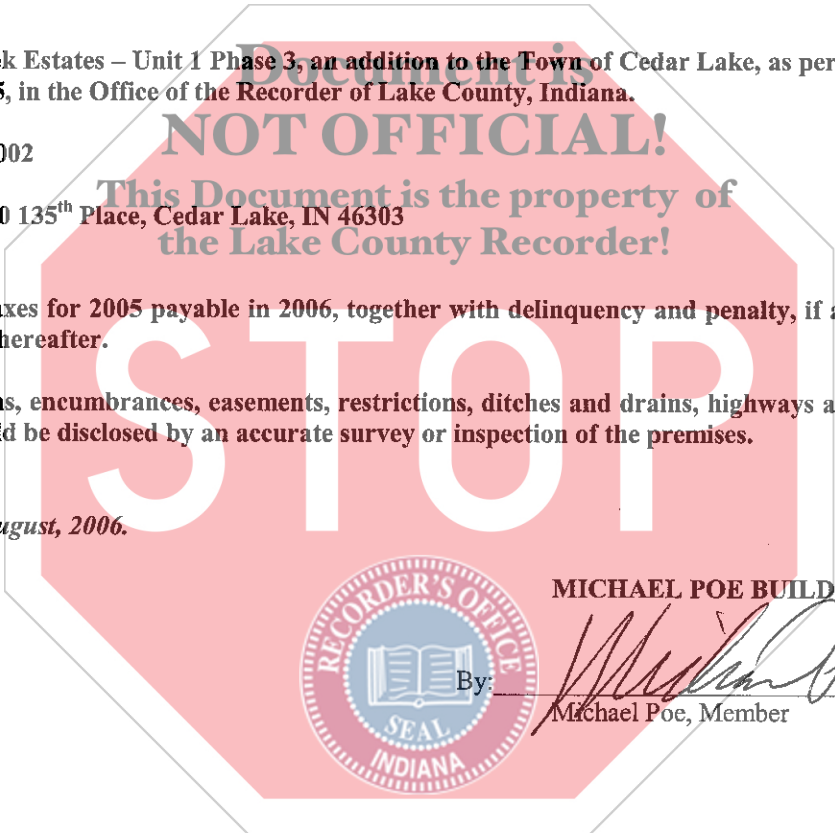 Document is
k Estates – Unit 1 Phase 3, an addition to the Town of Cedar Lake, as per
, in the Office of the Recorder of Lake County, Indiana.
NOT OFFICIAL!
002
This Document is the property of
0 135th Place, Cedar Lake, IN 46303
the Lake County Recorder!
axes for 2005 payable in 2006, together with delinquency and penalty, if a
hereafter.
STOP
ns, encumbrances, easements, restrictions, ditches and drains, highways a
ld be disclosed by an accurate survey or inspection of the premises.
ugust, 2006.
MICHAEL POE BUILD
RECORDER'S OFFICE
SEAL
INDIANA
By:
Michael Poe, Member